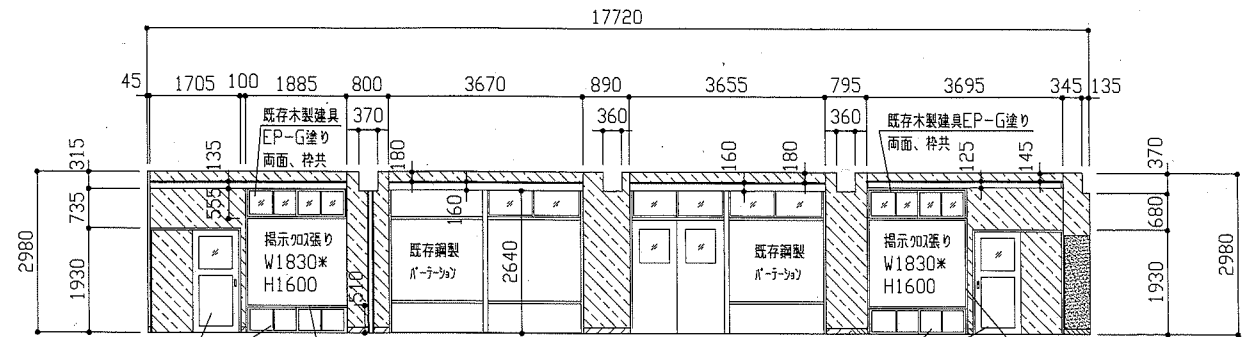 17720
45 1705 100 1885 800 3670 890 3655 795 3695 345 135
既存木製建具
EP-G塗り
両面、枠共
370
360
360
既存木製建具EP-G塗り
両面、枠共
315
135
180
160
160
180
125
145
370
735
555
680
2980
1930
掲示クロス張り
W1830*
H1600
510
既存鋼製
パーテーション
2640
既存鋼製
パーテーション
掲示クロス張り
W1830*
H1600
1930
2980